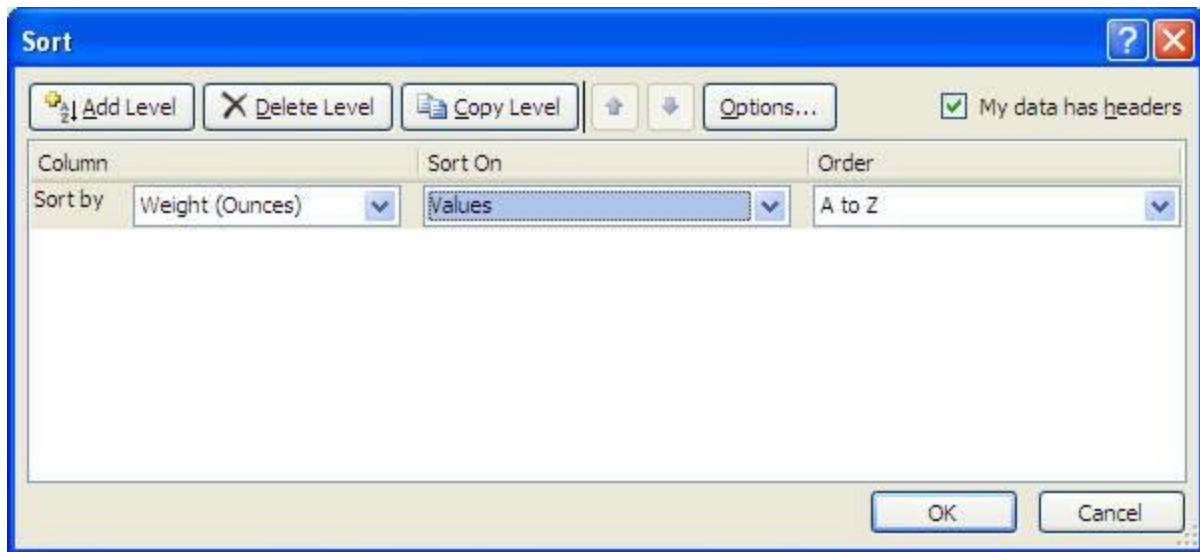 Sort
Add Level Delete Level Copy Level Options... My data has headers
Column Sort On Order
Sort by Weight (Ounces) Values A to Z
OK Cancel